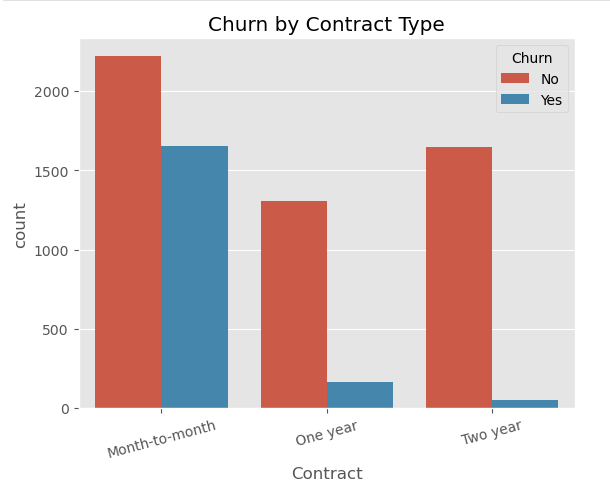 Churn by Contract Type
Churn
No
Yes
2000
1500
1000
500
0
count
Month-to-month
One year
Two year
Contract